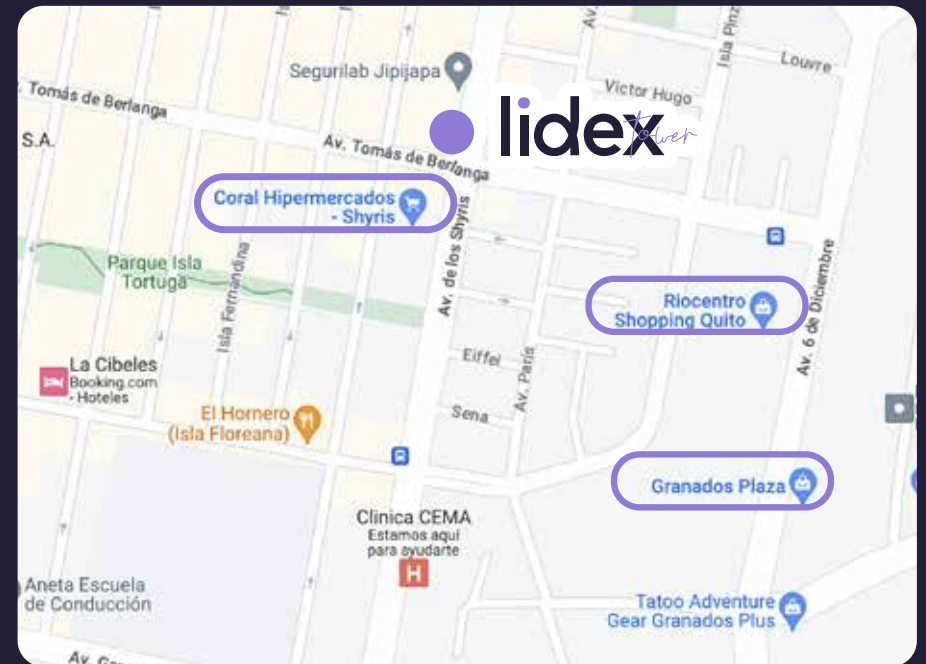 Isla Pinz
Louvre
Segurilab Jipijapa
Victor Hugo
Tomás de Berlanga
lidex
tower
S.A.
Av. Tomás de Berlanga
Coral Hipermercados
- Shyris
Av. de los Shyris
Parque Isla
Tortuga
Isla Fernandina
Riocentro
Shopping Quito
Av. 6 de Diciembre
Eiffel
Av. París
La Cibeles
Booking.com
- Hoteles
Sena
El Hornero
(Isla Floreana)
Granados Plaza
Clinica CEMA
Estamos aquí
para ayudarte
H
Aneta Escuela
de Conducción
Tatoo Adventure
Gear Granados Plus
Av.